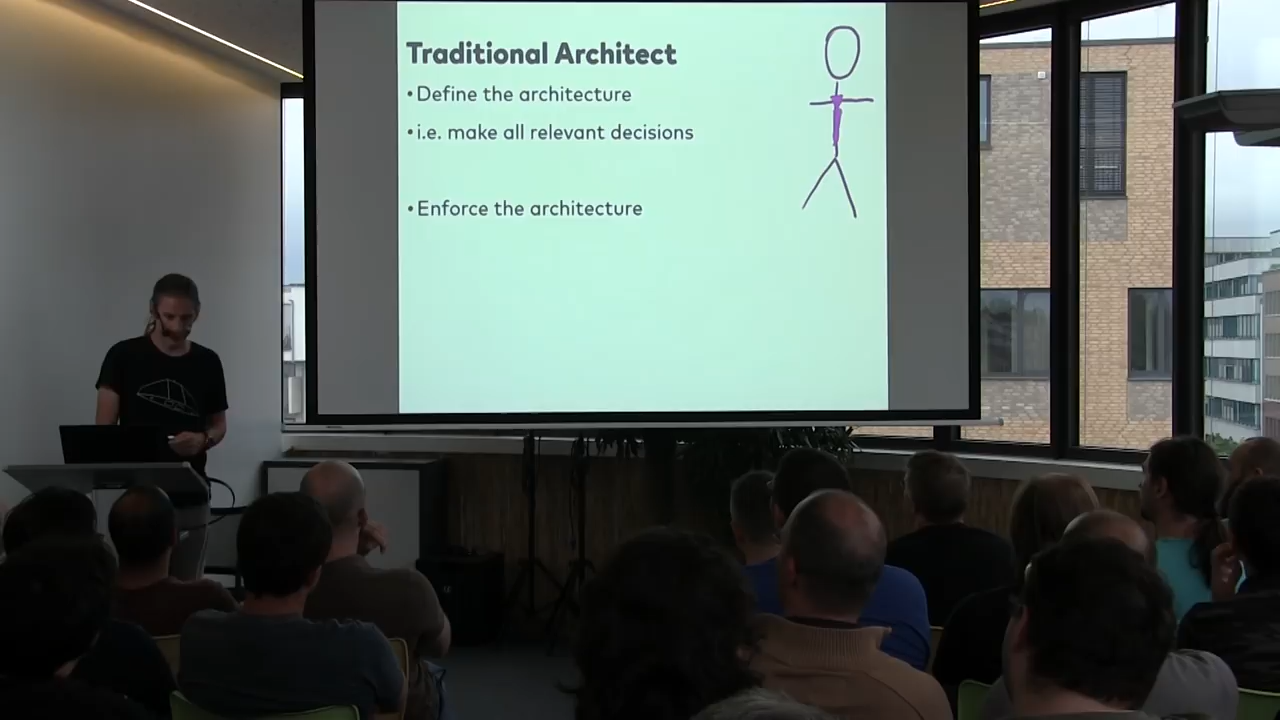 Traditional Architect
•Define the architecture
•i.e. make all relevant decisions
•Enforce the architecture